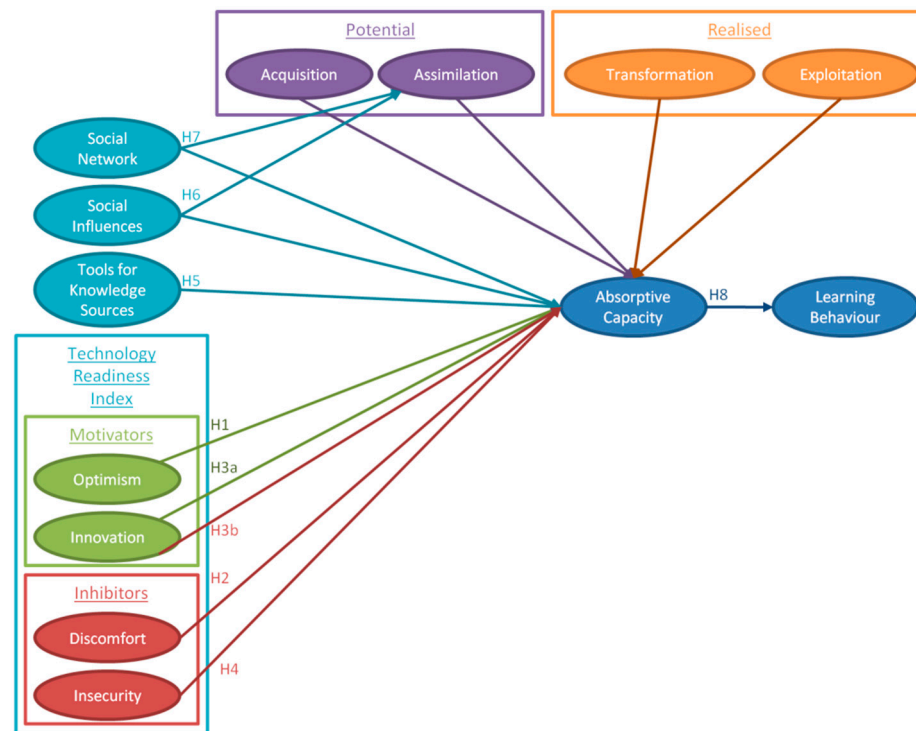 Potential
Realised
Acquisition
Assimilation
Transformation
Exploitation
Social
Network
H7
Social
Influences
H6
Tools for
Knowledge
Sources
H5
Absorptive
Capacity
H8
Learning
Behaviour
Technology
Readiness
Index
Motivators
Optimism
H1
Innovation
H3a
H3b
Inhibitors
Discomfort
H2
Insecurity
H4